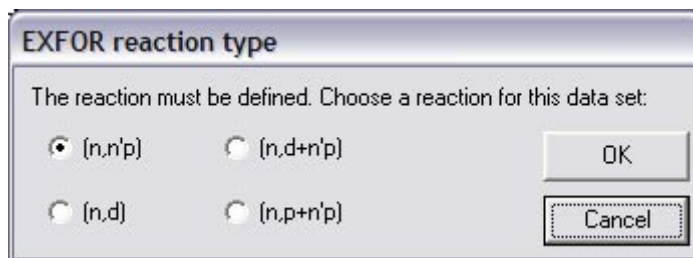 EXFOR reaction type
The reaction must be defined. Choose a reaction for this data set:
(n,n'p) (n,d+n'p) OK
(n,d) (n,p+n'p) Cancel